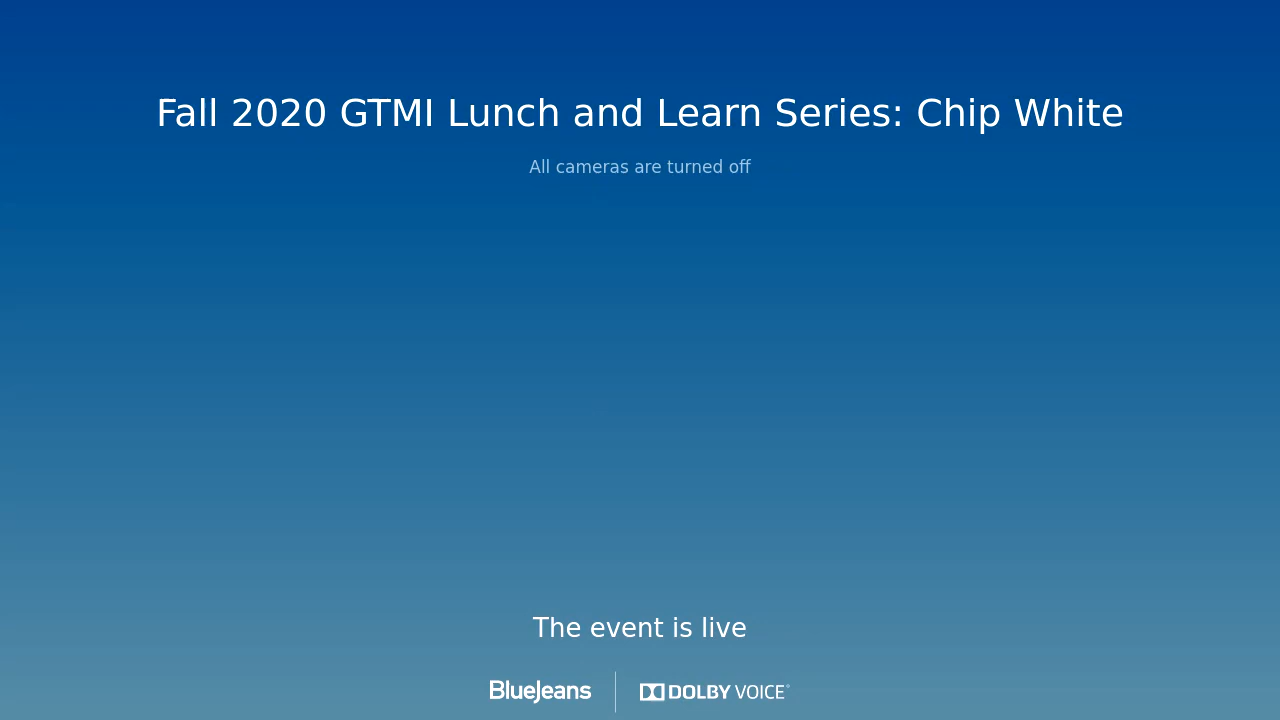 Fall 2020 GTMI Lunch and Learn Series: Chip White
All cameras are turned off
The event is live
BlueJeans DOLBY VOICE